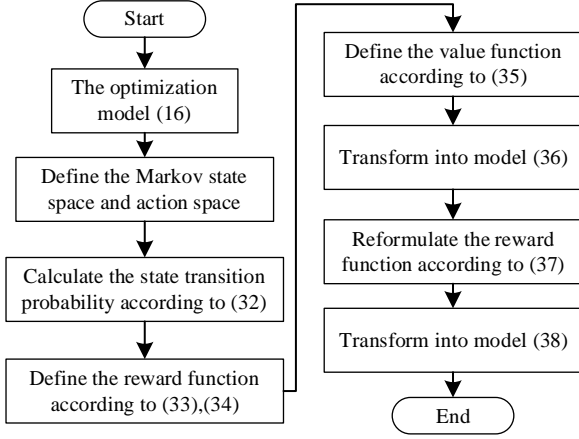 Start
The optimization
model (16)
Define the Markov state
space and action space
Calculate the state transition
probability according to (32)
Define the reward function
according to (33),(34)
Define the value function
according to (35)
Transform into model (36)
Reformulate the reward
function according to (37)
Transform into model (38)
End